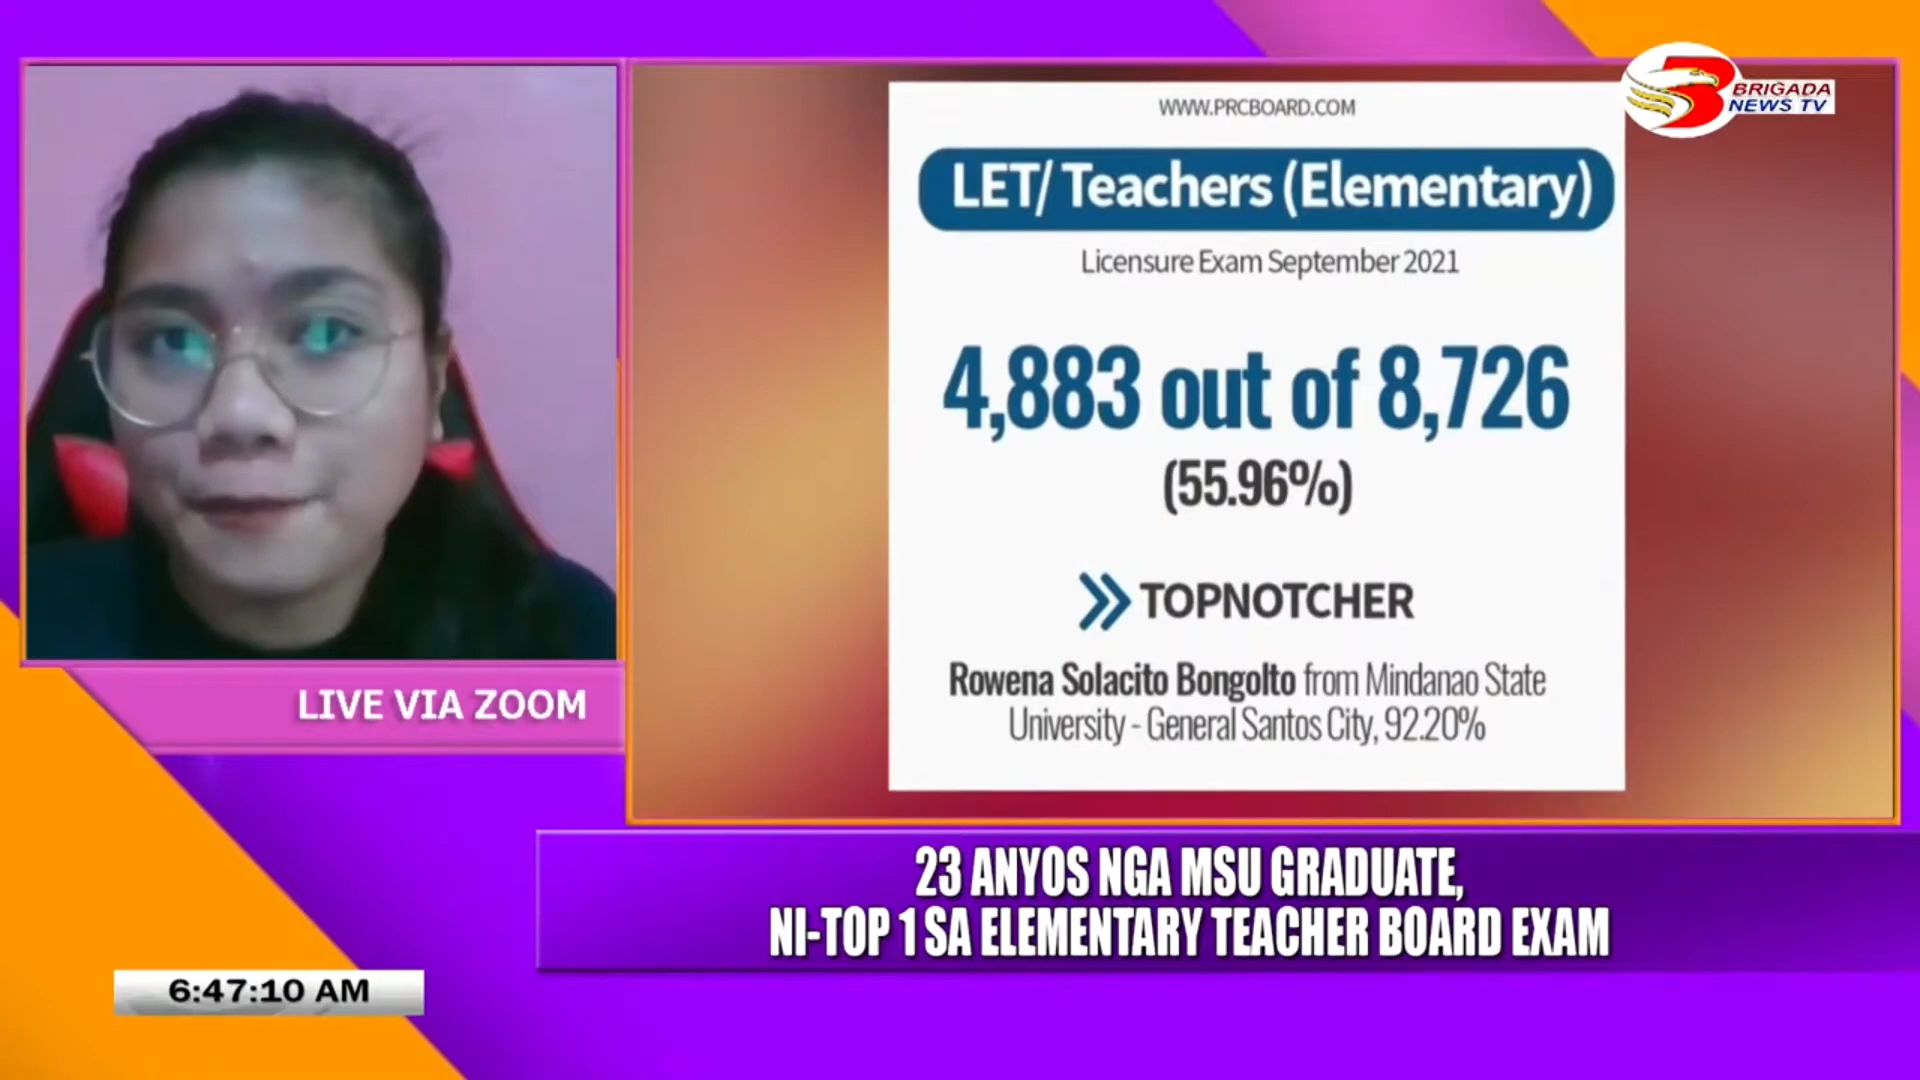 BRIGADA
NEWS TV
WWW.PRCBOARD.COM
LET/ Teachers (Elementary)
Licensure Exam September 2021
4,883 out of 8,726
(55.96%)
TOPNOTCHER
Rowena Solacito Bongolto from Mindanao State
University - General Santos City, 92.20%
LIVE VIA ZOOM
23 ANYOS NGA MSU GRADUATE,
NI-TOP 1 SA ELEMENTARY TEACHER BOARD EXAM
6:47:10 AM